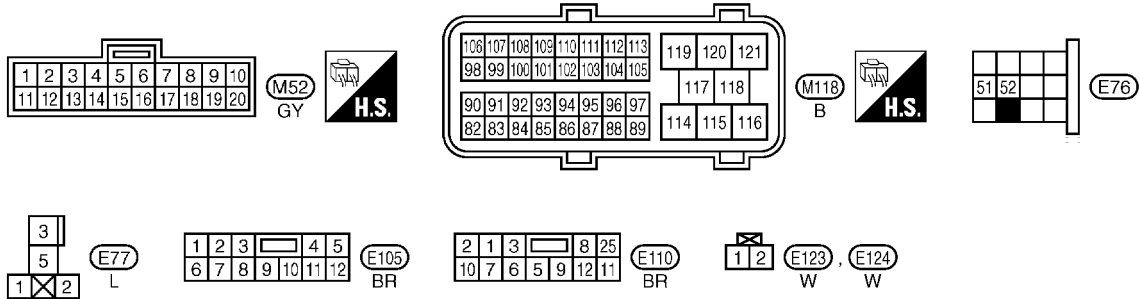 1 2 3 4 5 6 7 8 9 10
11 12 13 14 15 16 17 18 19 20
M52
GY
H.S.
106 107 108 109 110 111 112 113
98 99 100 101 102 103 104 105
90 91 92 93 94 95 96 97
82 83 84 85 86 87 88 89
119 120 121
117 118
114 115 116
M118
B
H.S.
51 52
E76
3
5
1 2
E77
L
1 2 3 4 5
6 7 8 9 10 11 12
E105
BR
2 1 3 8 25
10 7 6 5 9 12 11
E110
BR
1 2
E123 , E124
W W